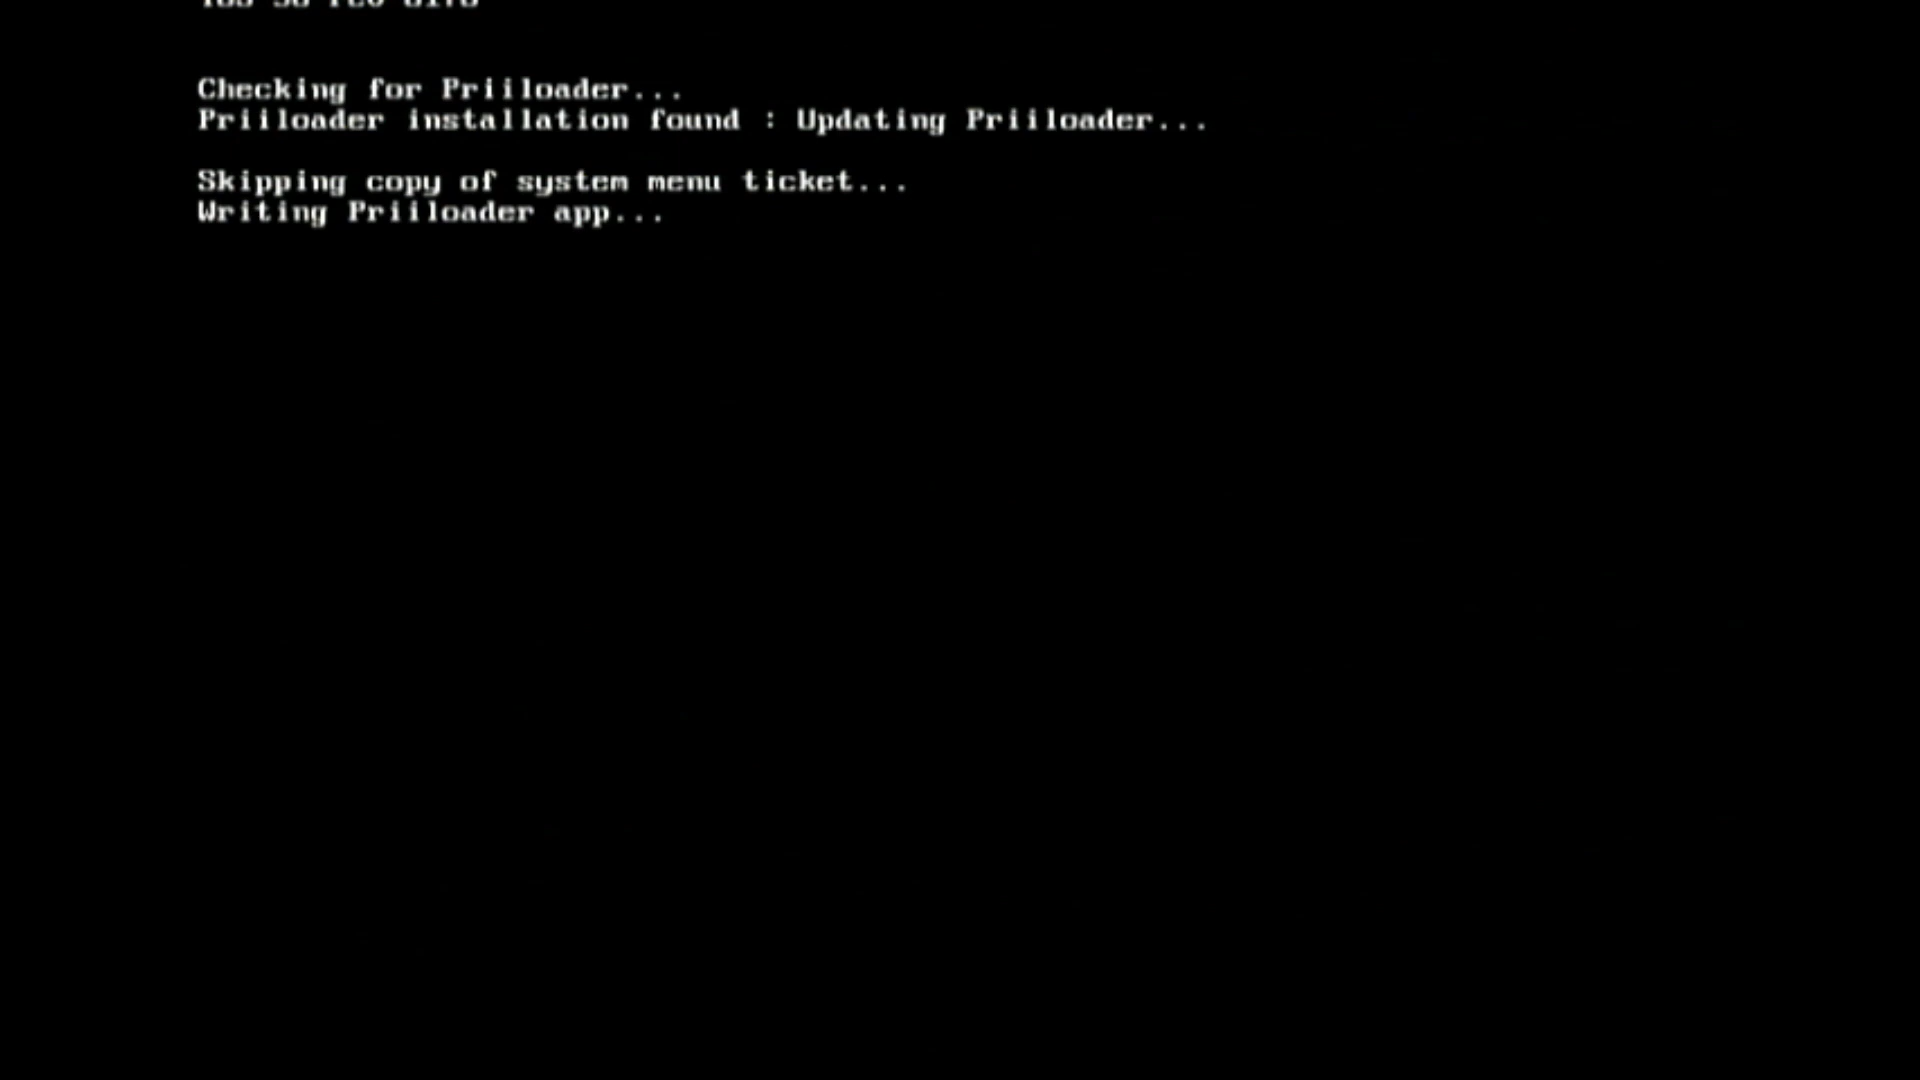 Checking for Priiloader...
Priiloader installation found : Updating Priiloader...
Skipping copy of system menu ticket...
Writing Priiloader app...